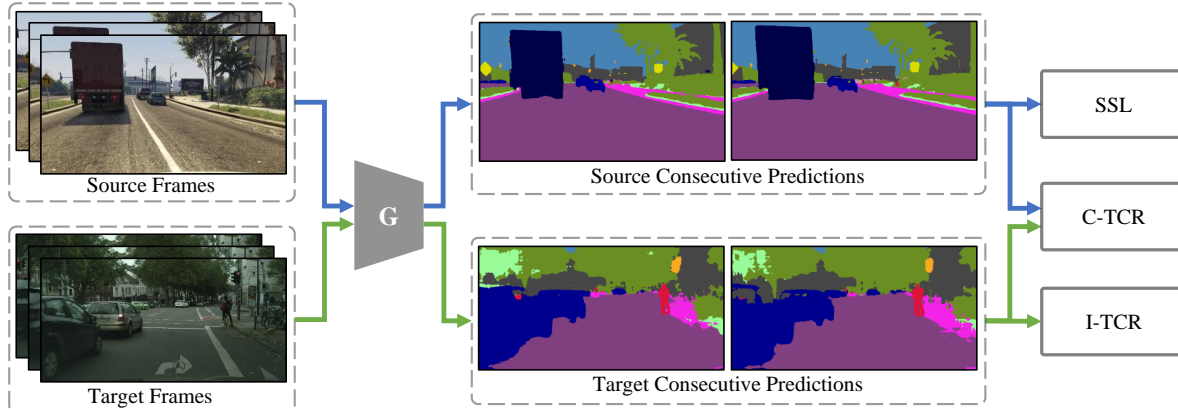 Source Frames
G
Source Consecutive Predictions
SSL
C-TCR
I-TCR
Target Frames
Target Consecutive Predictions